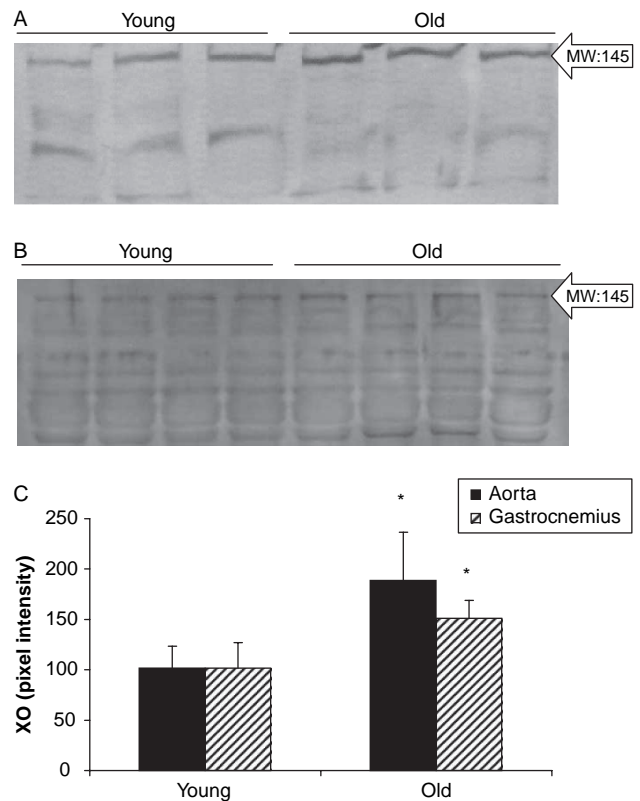 A
Young Old
MW:145
B
Young Old
MW:145
C
*
*
Aorta
Gastrocnemius
XO (pixel intensity)
250
200
150
100
50
0
Young Old